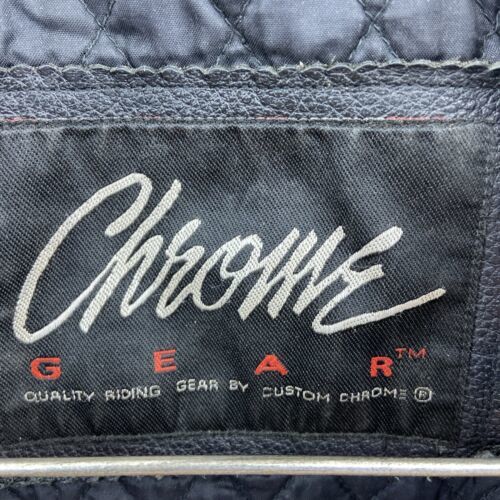 Chrome
GEAR™
QUALITY RIDING GEAR BY CUSTOM CHROME ®